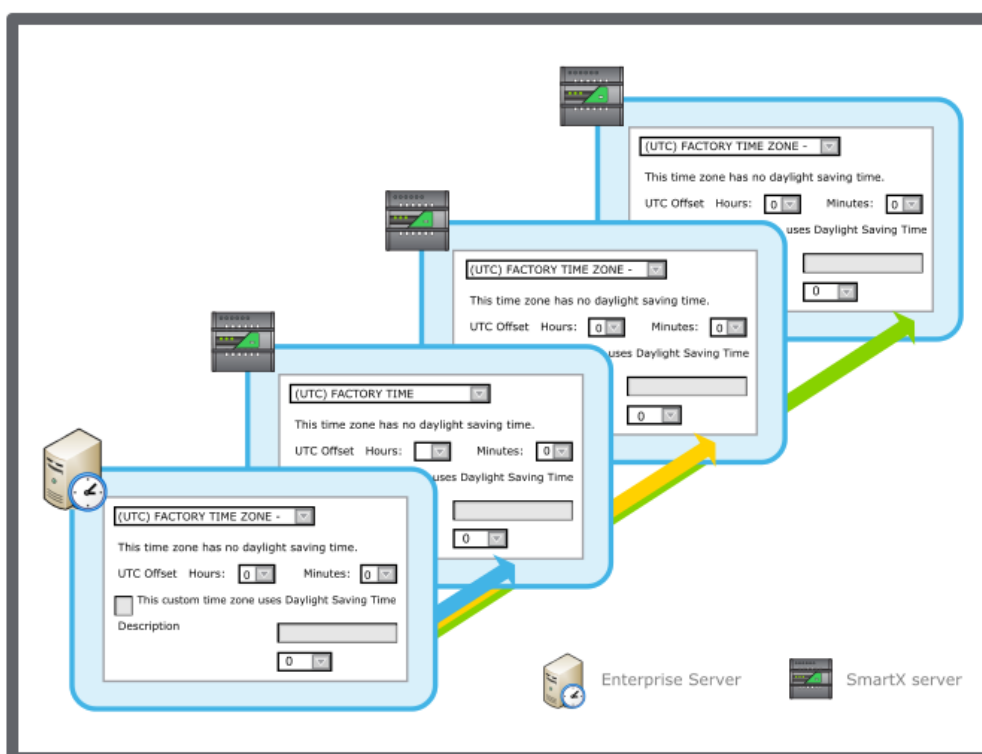 (UTC) FACTORY TIME ZONE -
This time zone has no daylight saving time.
UTC Offset Hours: 0 Minutes: 0
uses Daylight Saving Time
0
(UTC) FACTORY TIME ZONE -
This time zone has no daylight saving time.
UTC Offset Hours: 0 Minutes: 0
uses Daylight Saving Time
0
(UTC) FACTORY TIME
This time zone has no daylight saving time.
UTC Offset Hours: Minutes: 0
uses Daylight Saving Time
0
(UTC) FACTORY TIME ZONE -
This time zone has no daylight saving time.
UTC Offset Hours: 0 Minutes: 0
This custom time zone uses Daylight Saving Time
Description
0
Enterprise Server
SmartX server